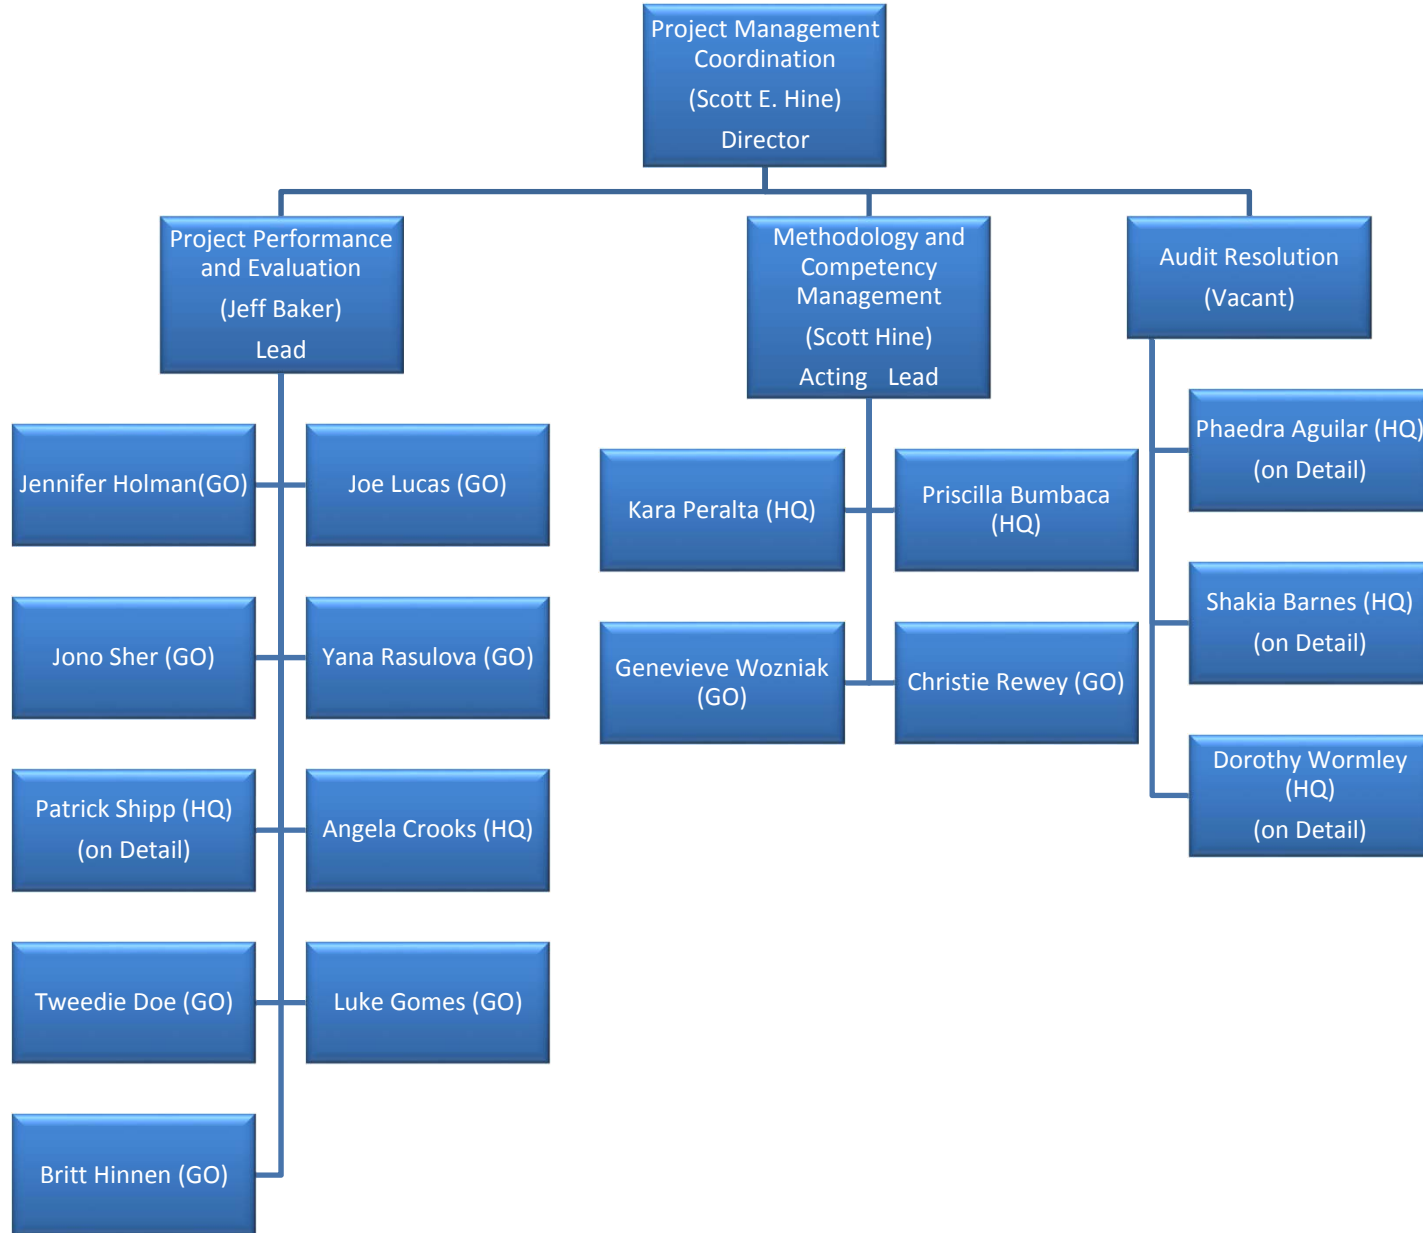 Project Management
Coordination
(Scott E. Hine)
Director
Project Performance
and Evaluation
(Jeff Baker)
Lead
Methodology and
Competency
Management
(Scott Hine)
Acting   Lead
Audit Resolution
(Vacant)
Jennifer Holman(GO)
Joe Lucas (GO)
Jono Sher (GO)
Yana Rasulova (GO)
Patrick Shipp (HQ)
(on Detail)
Angela Crooks (HQ)
Tweedie Doe (GO)
Luke Gomes (GO)
Britt Hinnen (GO)
Kara Peralta (HQ)
Priscilla Bumbaca
(HQ)
Genevieve Wozniak
(GO)
Christie Rewey (GO)
Phaedra Aguilar (HQ)
(on Detail)
Shakia Barnes (HQ)
(on Detail)
Dorothy Wormley
(HQ)
(on Detail)